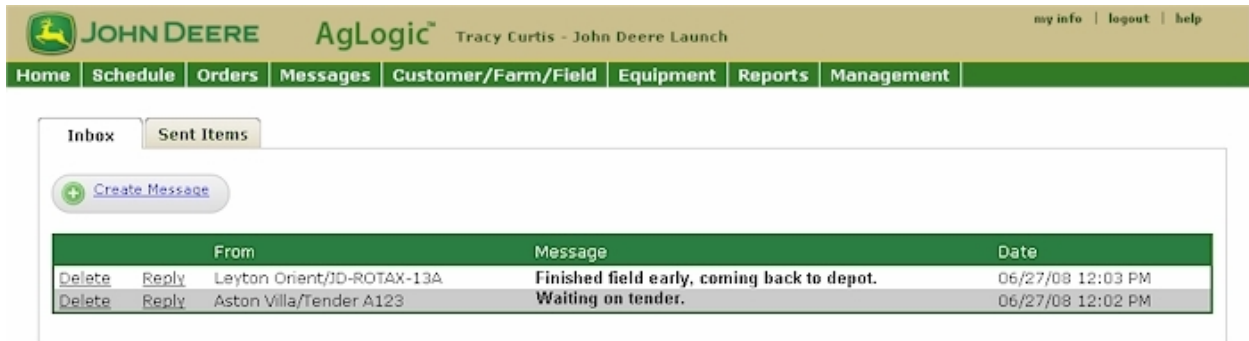 my info | logout | help
JOHN DEERE AgLogic™ Tracy Curtis - John Deere Launch
Home Schedule Orders Messages Customer/Farm/Field Equipment Reports Management
Inbox Sent Items
Create Message
From Message Date
Delete Reply Leyton Orient/JD-ROTAX-13A Finished field early, coming back to depot. 06/27/08 12:03 PM
Delete Reply Aston Villa/Tender A123 Waiting on tender. 06/27/08 12:02 PM